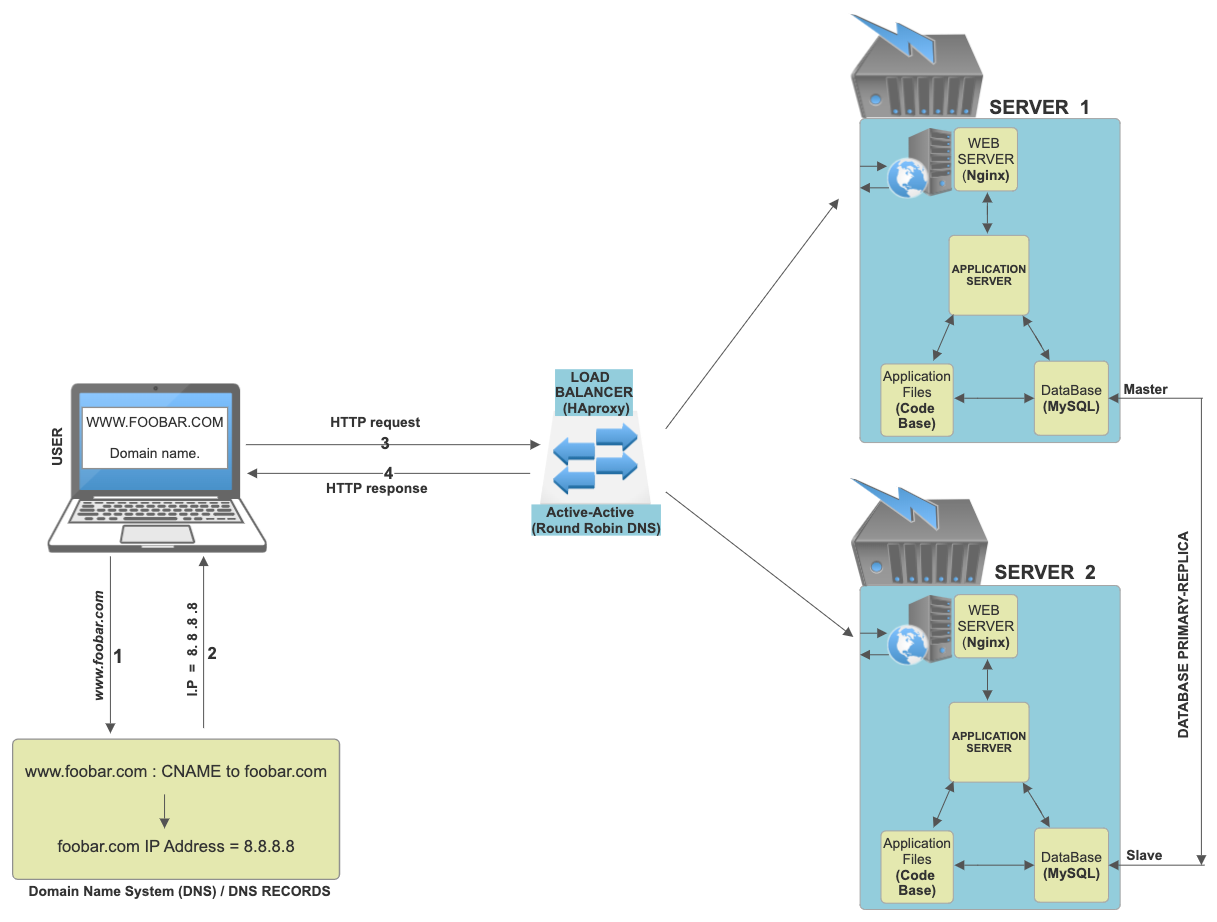 SERVER 1
WEB
SERVER
(Nginx)
APPLICATION
SERVER
Application
Files
(Code
Base)
DataBase
(MySQL)
Master
LOAD
BALANCER
(HAproxy)
Active-Active
(Round Robin DNS)
USER
WWW.FOOBAR.COM
Domain name.
HTTP request
3
4
HTTP response
www.foobar.com
1
I.P = 8.8.8.8
2
www.foobar.com : CNAME to foobar.com
foobar.com IP Address = 8.8.8.8
Domain Name System (DNS) / DNS RECORDS
SERVER 2
WEB
SERVER
(Nginx)
APPLICATION
SERVER
Application
Files
(Code
Base)
DataBase
(MySQL)
Slave
DATABASE PRIMARY-REPLICA